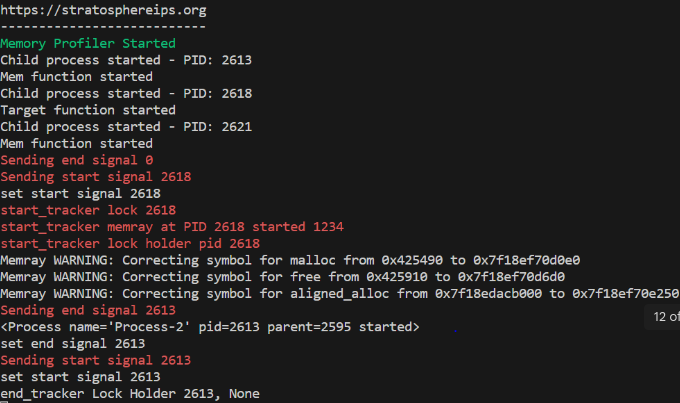 https://stratosphereips.org
---------------------------
Memory Profiler Started
Child process started - PID: 2613
Mem function started
Child process started - PID: 2618
Target function started
Child process started - PID: 2621
Mem function started
Sending end signal 0
Sending start signal 2618
set start signal 2618
start_tracker lock 2618
start_tracker memray at PID 2618 started 1234
start_tracker lock holder pid 2618
Memray WARNING: Correcting symbol for malloc from 0x425490 to 0x7f18ef70d0e0
Memray WARNING: Correcting symbol for free from 0x425910 to 0x7f18ef70d6d0
Memray WARNING: Correcting symbol for aligned_alloc from 0x7f18edacb000 to 0x7f18ef70e250
Sending end signal 2613
12 of
<Process name='Process-2' pid=2613 parent=2595 started>
set end signal 2613
Sending start signal 2613
set start signal 2613
end_tracker Lock Holder 2613, None